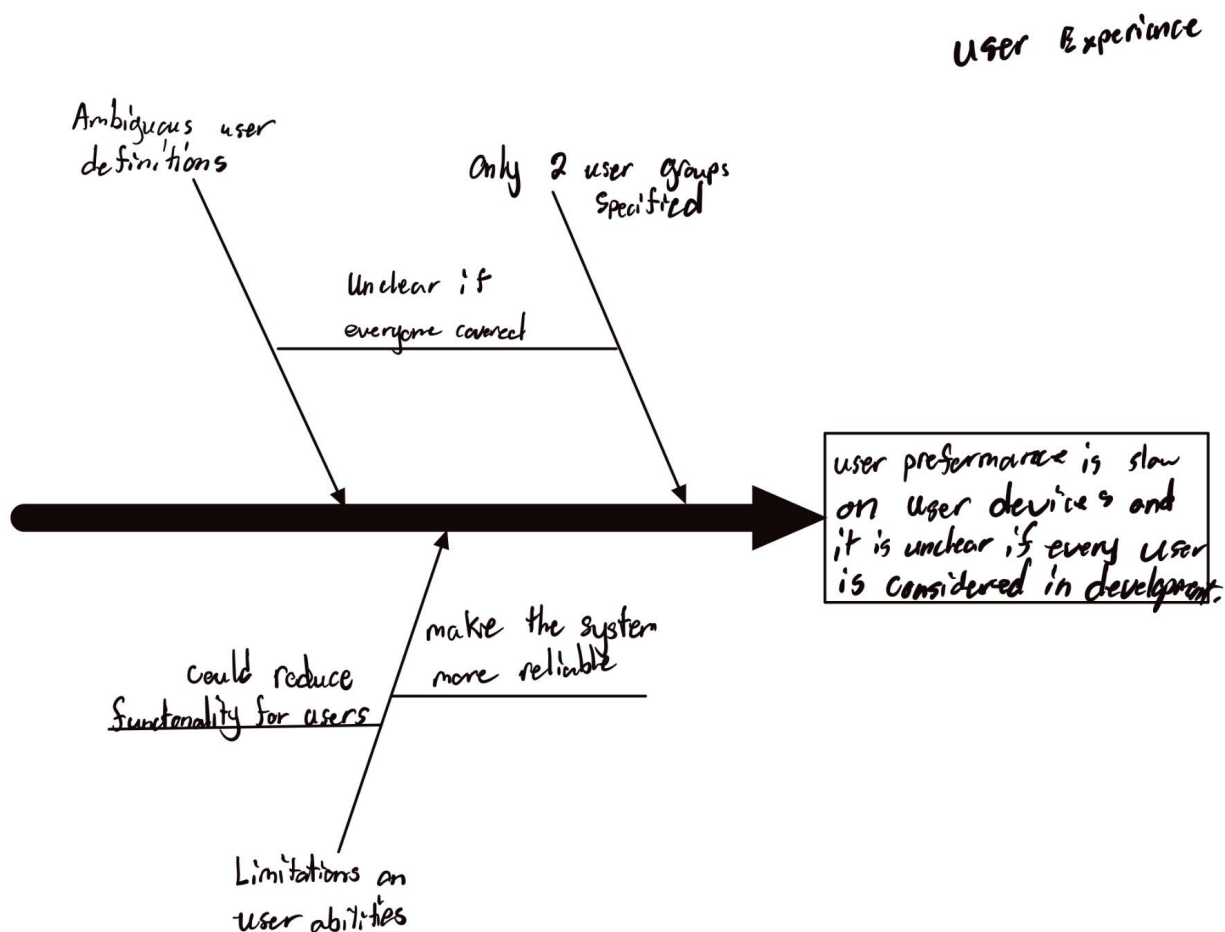 User Experiance
Ambiguous user
definitions
Only 2 user groups
specified
Unclear if
everyone covered
user preformance is slow
on user devices and
it is unclear if every user
is considered in development.
make the system
more reliable
could reduce
functonality for users
Limitations on
user abilities